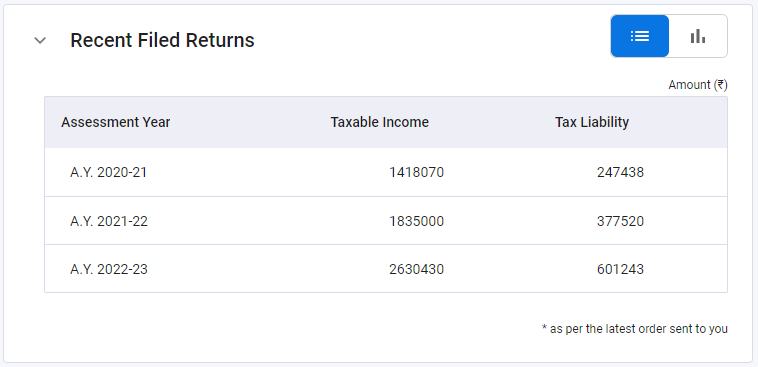 Recent Filed Returns
Amount (₹)
Assessment Year Taxable Income Tax Liability
A.Y. 2020-21 1418070 247438
A.Y. 2021-22 1835000 377520
A.Y. 2022-23 2630430 601243
* as per the latest order sent to you